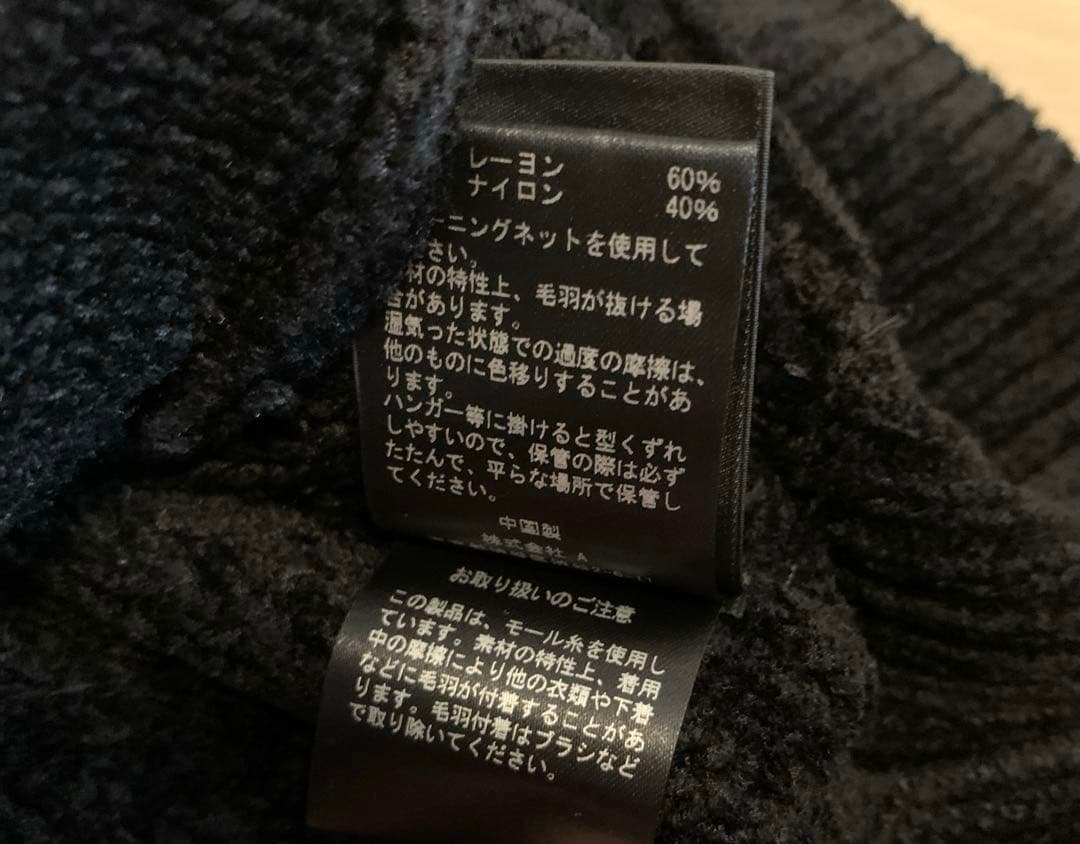 レーヨン 60%
ナイロン 40%
ーニングネットを使用して
さい。
材の特性上、毛羽が抜ける場
合があります。
湿気った状態での過度の摩擦は、
他のものに色移りすることがあ
ります。
ハンガー等に掛けると型くずれ
しやすいので、保管の際は必ず
たたんで、平らな場所で保管し
てください。
中国製
株式会社 A
お取り扱いのご注意
この製品は、モール糸を使用し
ています。素材の特性上、着用
中の摩擦により他の衣類や下着
などに毛羽が付着することがあ
ります。毛羽付着はブラシなど
で取り除いてください。